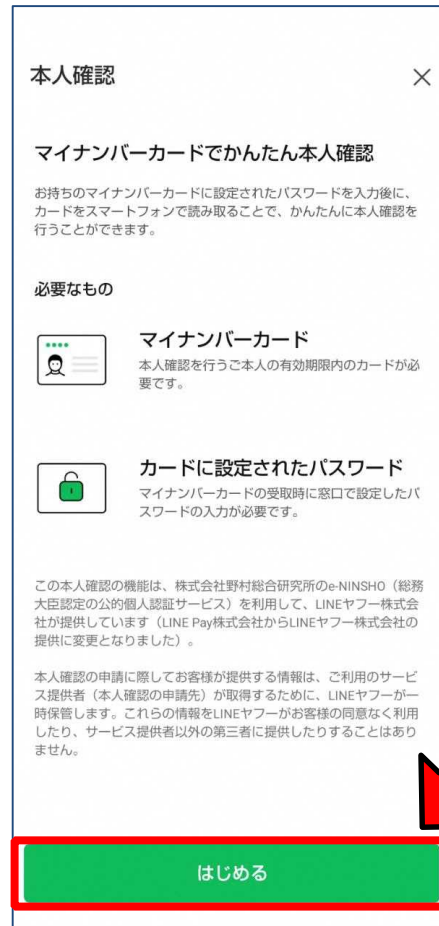 本人確認
マイナンバーカードでかんたん本人確認
お持ちのマイナンバーカードに設定されたパスワードを入力後に、
カードをスマートフォンで読み取ることで、かんたんに本人確認を
行うことができます。
必要なもの
マイナンバーカード
本人確認を行うご本人の有効期限内のカードが必
要です。
カードに設定されたパスワード
マイナンバーカードの受取時に窓口で設定したパ
スワードの入力が必要です。
この本人確認の機能は、株式会社野村総合研究所のe-NINSHO（総務
大臣認定の公的個人認証サービス）を利用して、LINEヤフー株式会
社が提供しています（LINE Pay株式会社からLINEヤフー株式会社の
提供に変更となりました）。
本人確認の申請に際してお客様が提供する情報は、ご利用のサービ
ス提供者（本人確認の申請先）が取得するために、LINEヤフーが一
時保管します。これらの情報をLINEヤフーがお客様の同意なく利用
したり、サービス提供者以外の第三者に提供したりすることはあり
ません。
はじめる